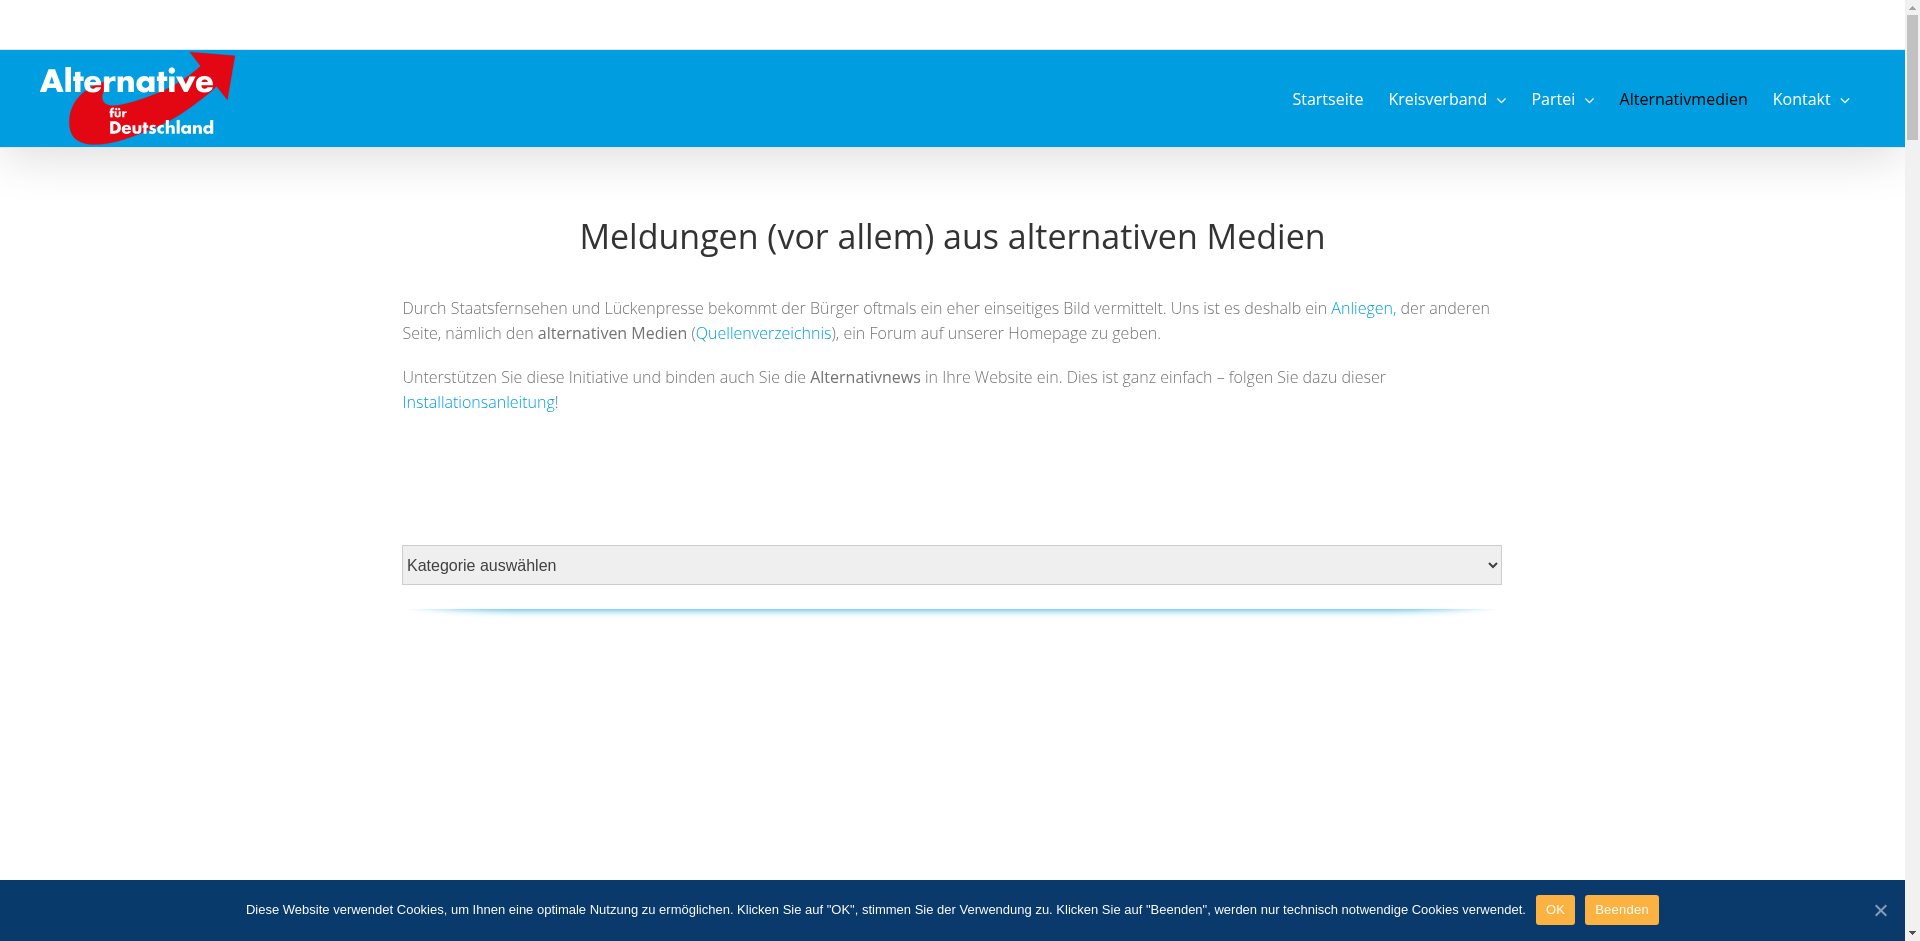 Alternative
für
Deutschland
Startseite Kreisverband Partei Alternativmedien Kontakt
Meldungen (vor allem) aus alternativen Medien
Durch Staatsfernsehen und Lückenpresse bekommt der Bürger oftmals ein eher einseitiges Bild vermittelt. Uns ist es deshalb ein Anliegen, der anderen
Seite, nämlich den alternativen Medien (Quellenverzeichnis), ein Forum auf unserer Homepage zu geben.
Unterstützen Sie diese Initiative und binden auch Sie die Alternativnews in Ihre Website ein. Dies ist ganz einfach – folgen Sie dazu dieser
Installationsanleitung!
Kategorie auswählen
Diese Website verwendet Cookies, um Ihnen eine optimale Nutzung zu ermöglichen. Klicken Sie auf "OK", stimmen Sie der Verwendung zu. Klicken Sie auf "Beenden", werden nur technisch notwendige Cookies verwendet. OK Beenden